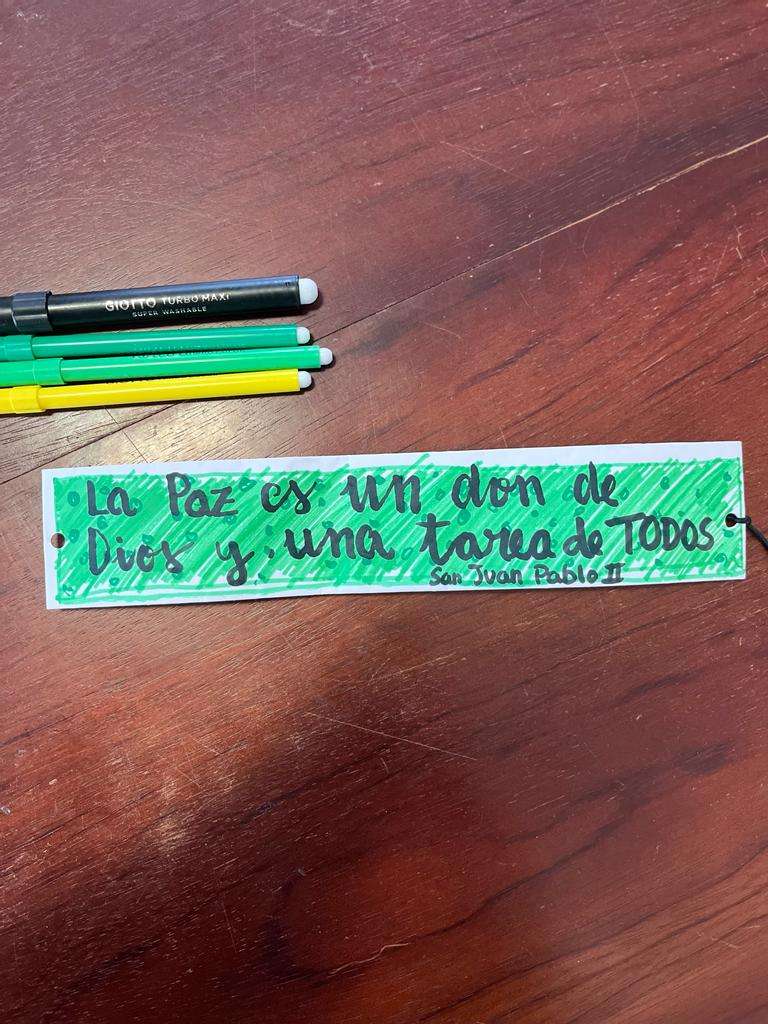 GIOTTO TURBO MAXI
SUPER WASHABLE
La Paz es un don de
Dios y una tarea de TODOS
San Juan Pablo II